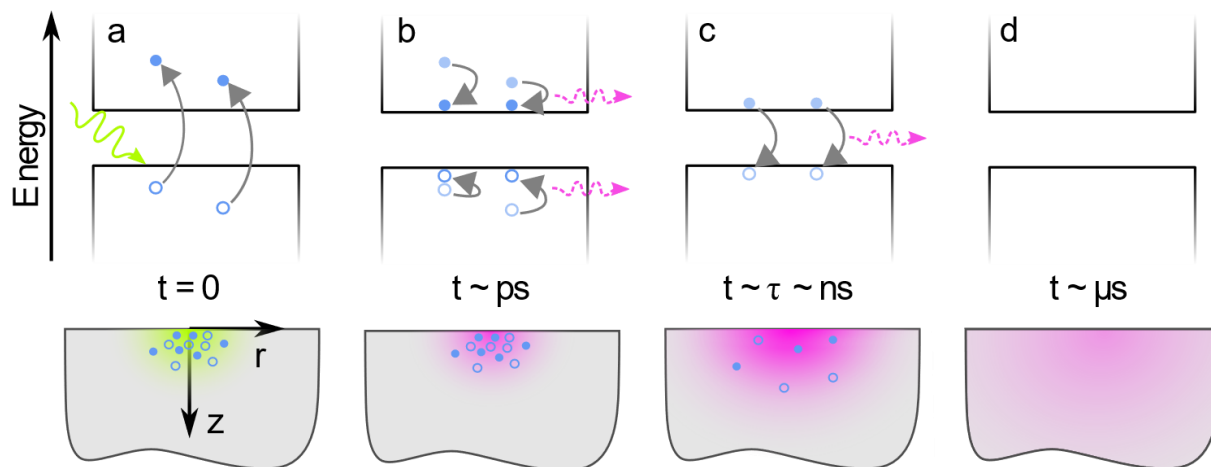 Energy
a
b
c
d
t = 0
t ~ ps
t ~ τ ~ ns
t ~ µs
r
z